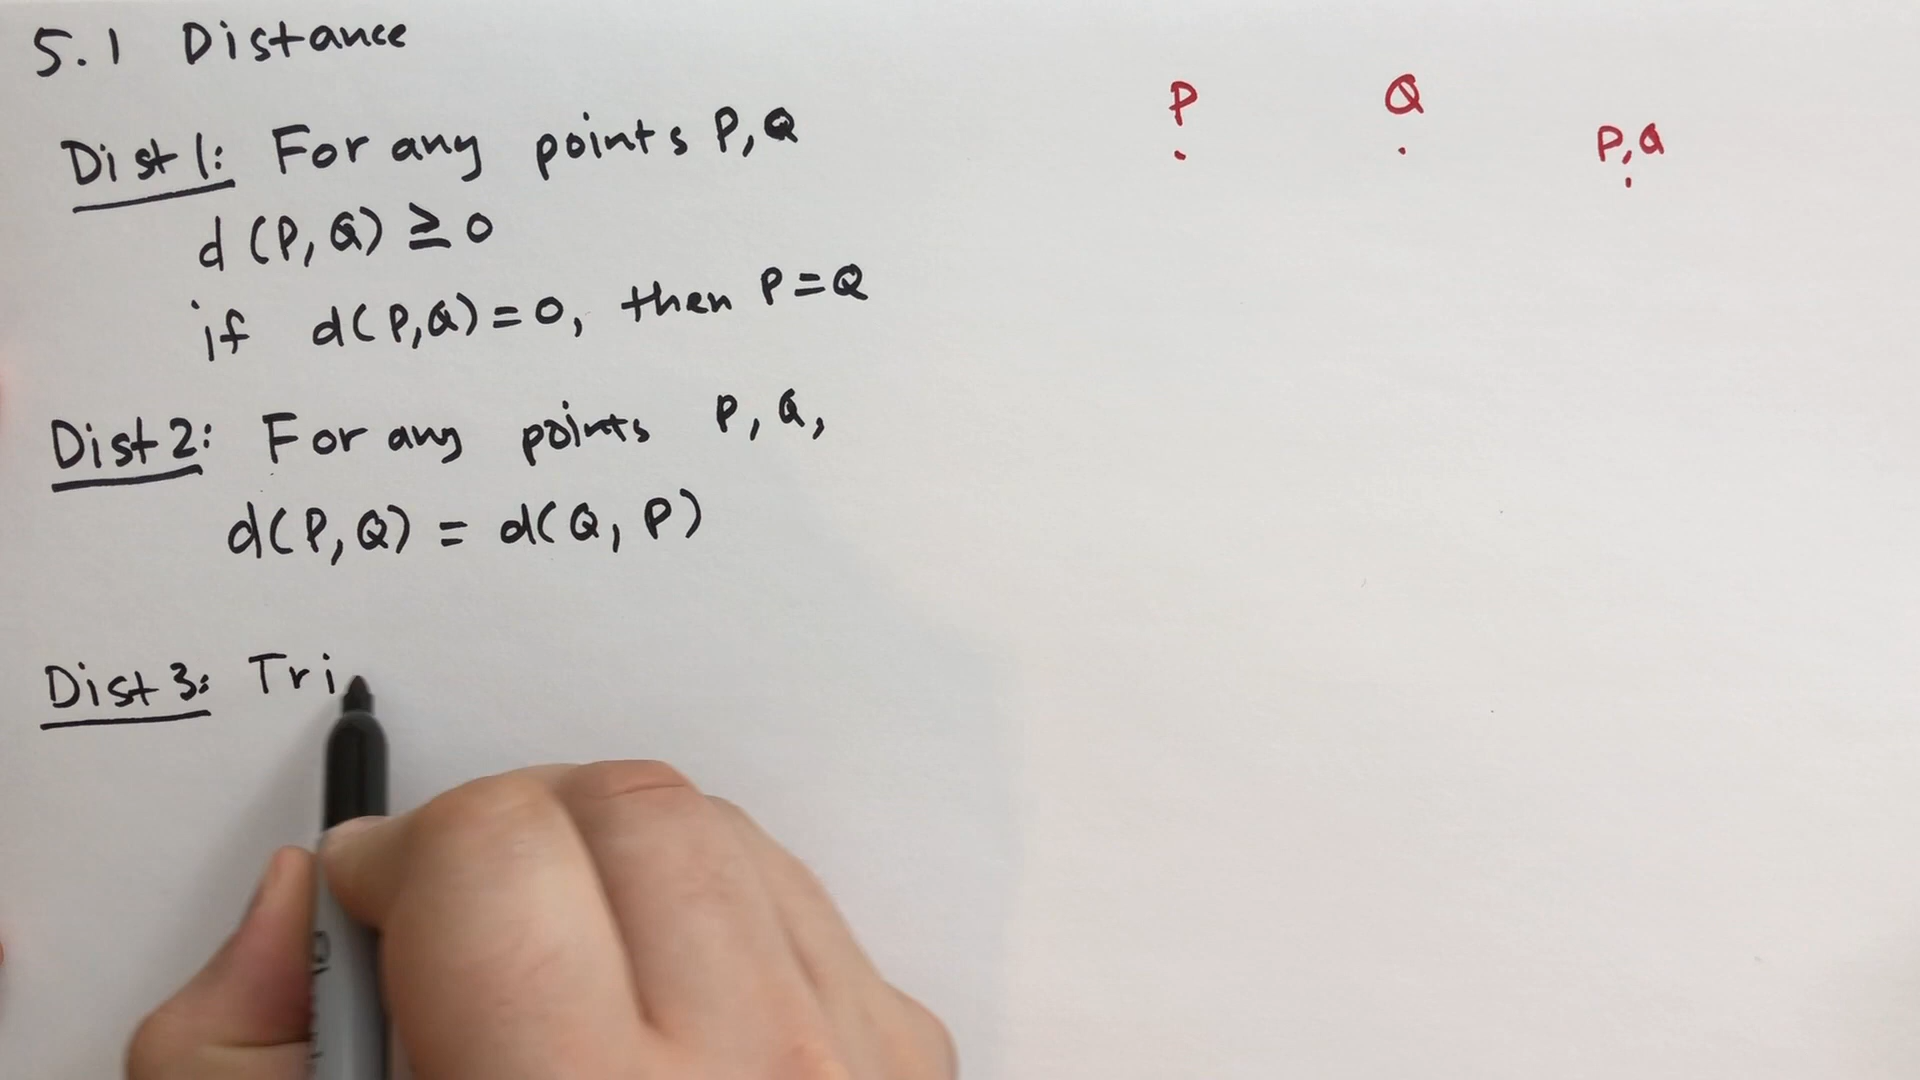 5.1 Distance
P Q
P,Q
Dist 1: For any points P,Q
d(P,Q) ≥ 0
if d(P,Q)=0, then P=Q
Dist 2: For any points P, Q,
d(P,Q) = d(Q, P)
Dist 3: Tri